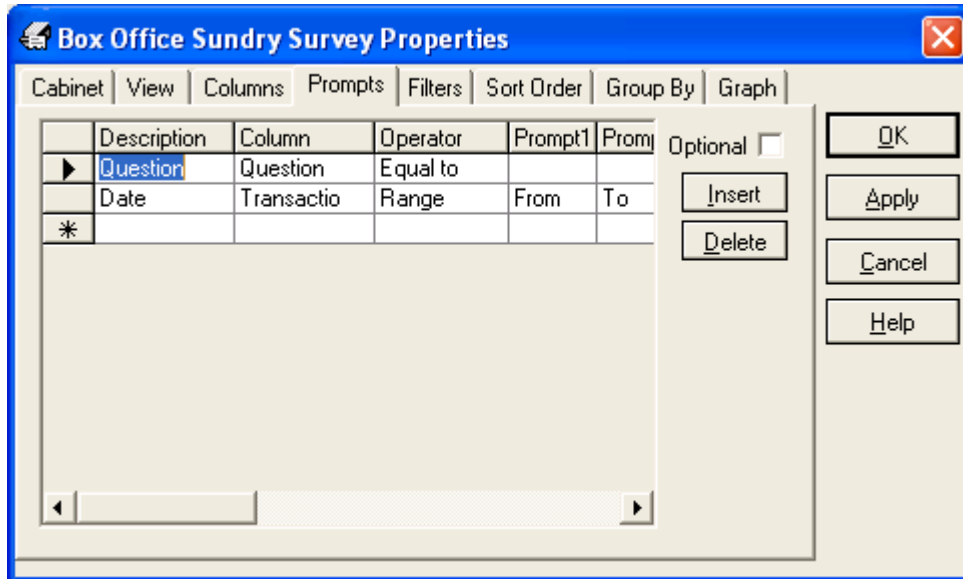 Box Office Sundry Survey Properties
Cabinet View Columns Prompts Filters Sort Order Group By Graph
Description Column Operator Prompt1 Promp
Optional
OK
Question Question Equal to
Date Transactio Range From To
Insert
Apply
Delete
Cancel
Help